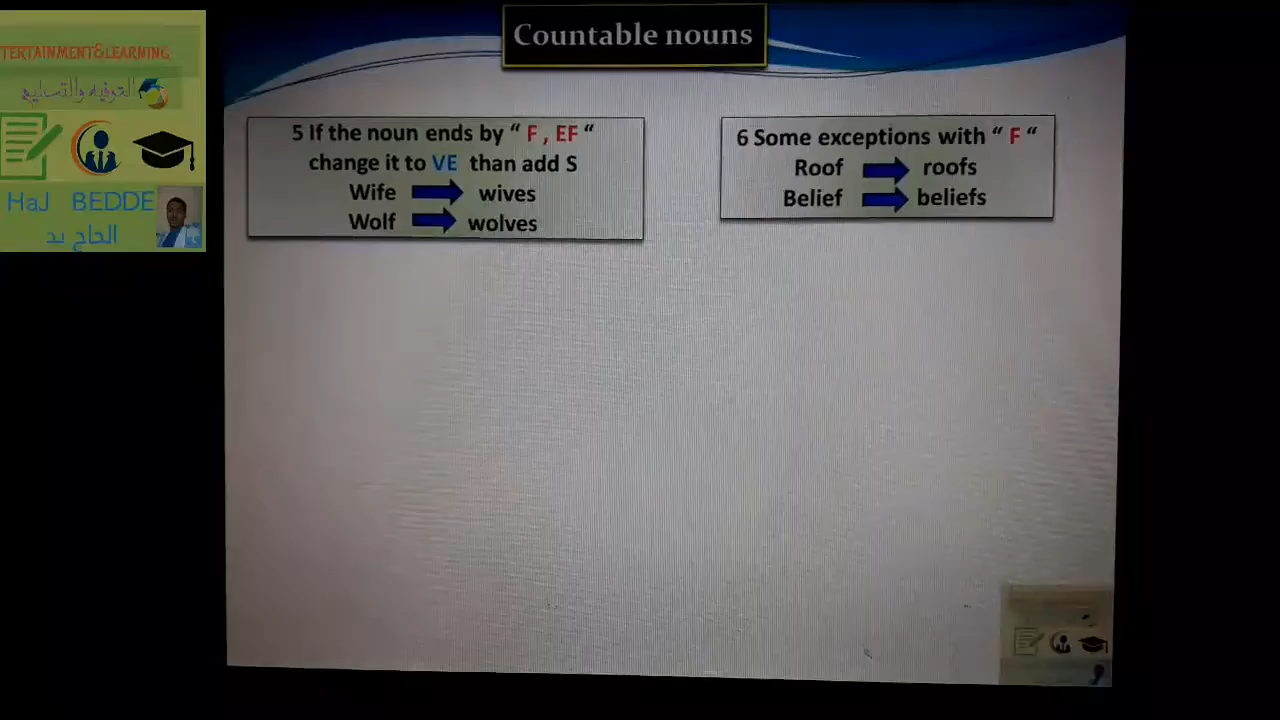 TERTAINMENT&LEARNING
الترفيه والتسليع
HaJ BEDDE
الحاج بد
Countable nouns
5 If the noun ends by “ F , EF “
change it to VE than add S
Wife wives
Wolf wolves
6 Some exceptions with “ F “
Roof roofs
Belief beliefs